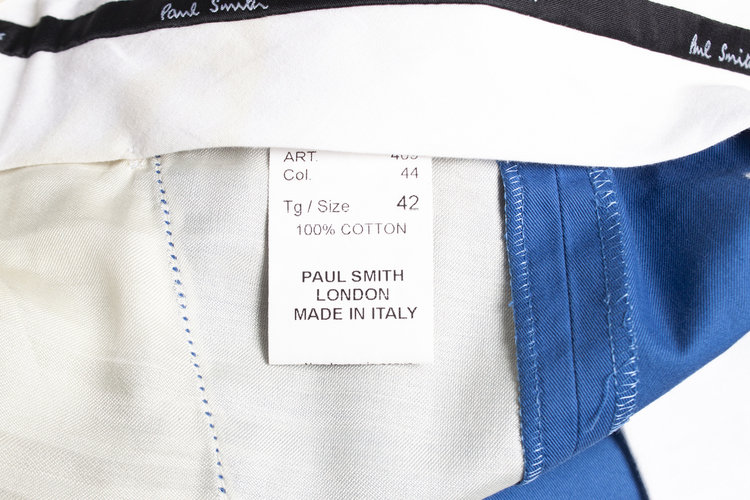 Paul Smith
Paul Smith
ART.
Col. 44
Tg / Size 42
100% COTTON
PAUL SMITH
LONDON
MADE IN ITALY